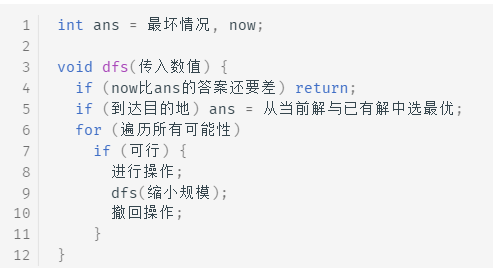 1 int ans = 最坏情况, now;
2
3 void dfs(传入数值) {
4   if (now比ans的答案还要差) return;
5   if (到达目的地) ans = 从当前解与已有解中选最优;
6   for (遍历所有可能性)
7     if (可行) {
8       进行操作;
9       dfs(缩小规模);
10       撤回操作;
11     }
12 }